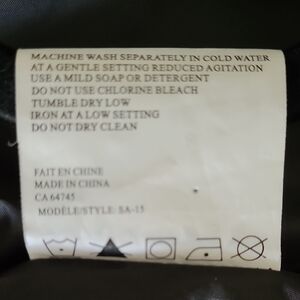 MACHINE WASH SEPARATELY IN COLD WATER
AT A GENTLE SETTING REDUCED AGITATION
USE A MILD SOAP OR DETERGENT
DO NOT USE CHLORINE BLEACH
TUMBLE DRY LOW
IRON AT A LOW SETTING
DO NOT DRY CLEAN
FAIT EN CHINE
MADE IN CHINA
CA 64745
MODÈLE/STYLE: SA-15